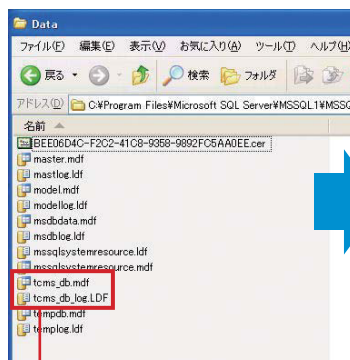 Data
ファイル(F) 編集(E) 表示(V) お気に入り(A) ツール(T) ヘルプ(H)
戻る 検索 フォルダ
アドレス(D) C:¥Program Files¥Microsoft SQL Server¥MSSQL1¥MSSQ
名前
BEE06D4C-F2C2-41C8-9358-9892FC5AA0EE.cer
master.mdf
mastlog.ldf
model.mdf
modellog.ldf
msdbdata.mdf
msdblog.ldf
mssqlsystemresource.ldf
mssqlsystemresource.mdf
tcms_db.mdf
tcms_db_log.LDF
tempdb.mdf
templog.ldf